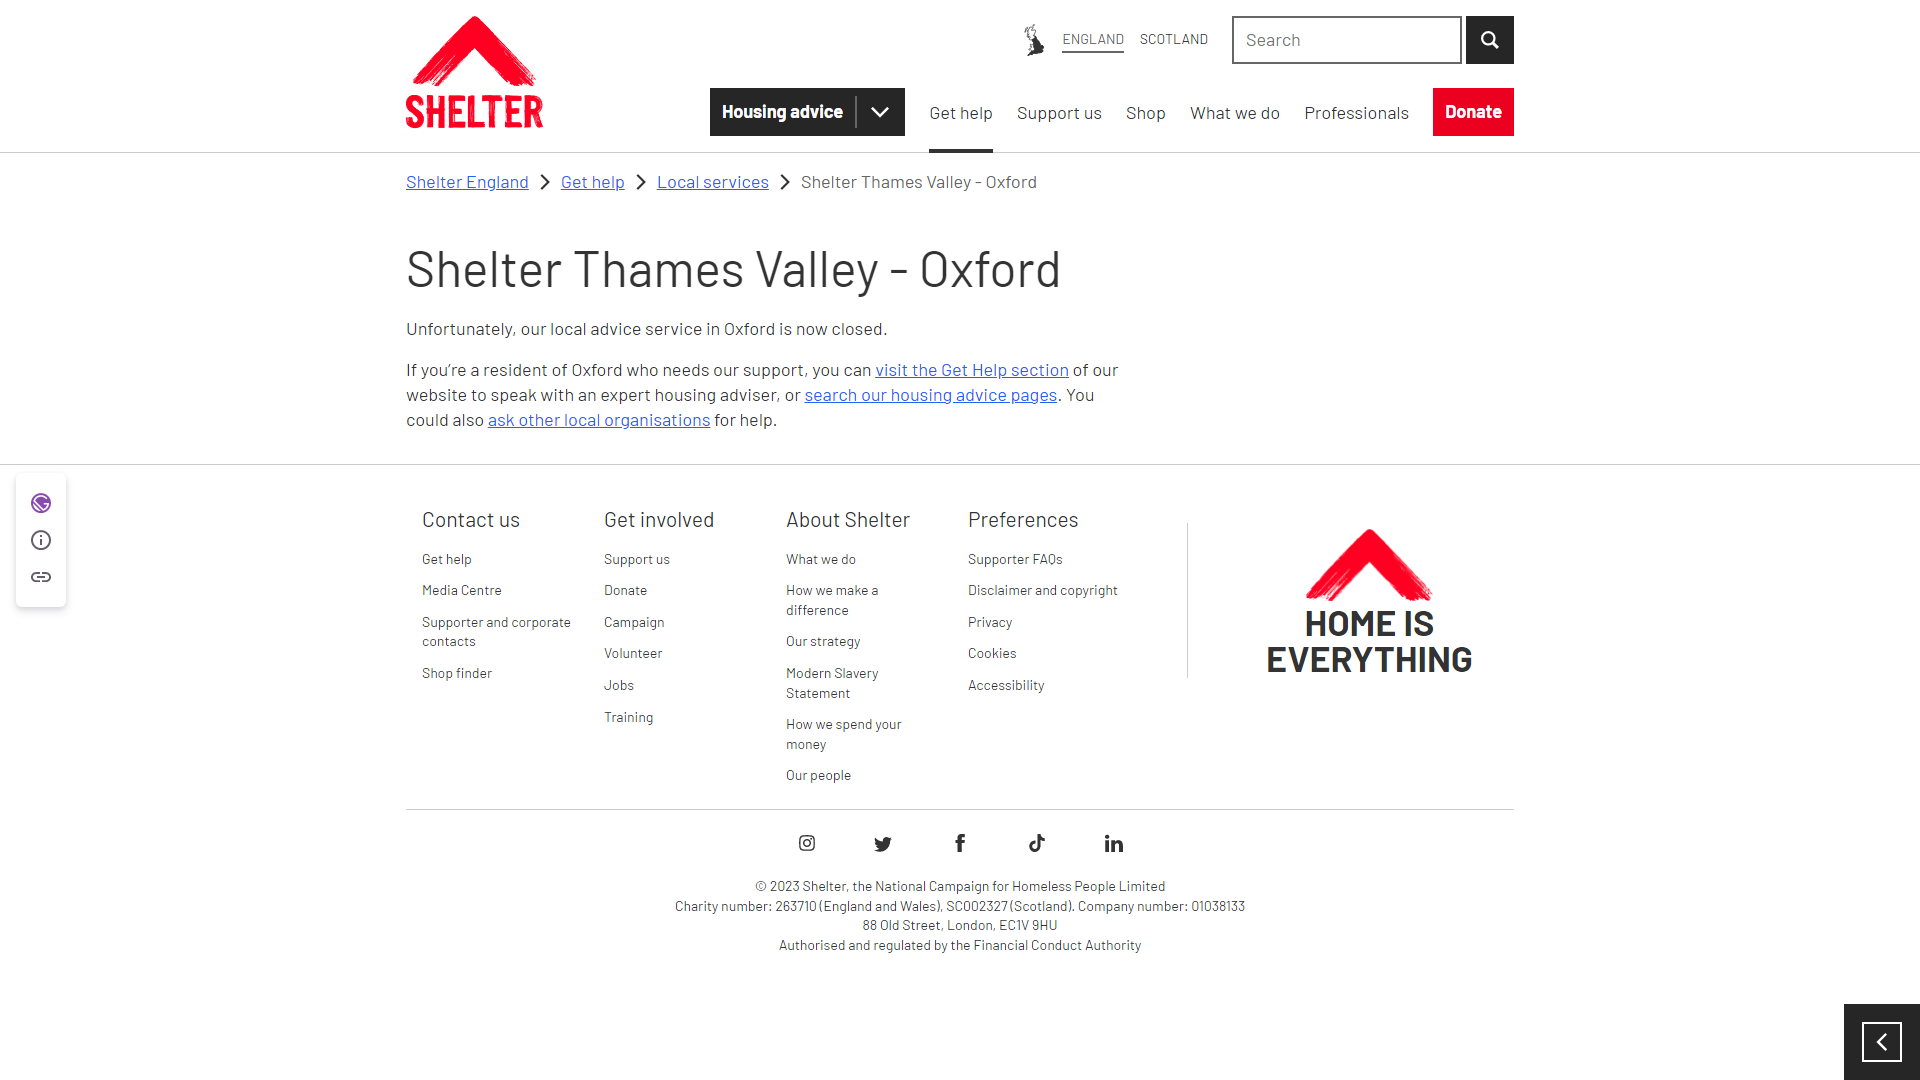 SHELTER
ENGLAND SCOTLAND Search
Housing advice Get help Support us Shop What we do Professionals Donate
Shelter England Get help Local services Shelter Thames Valley - Oxford
Shelter Thames Valley - Oxford
Unfortunately, our local advice service in Oxford is now closed.
If you’re a resident of Oxford who needs our support, you can visit the Get Help section of our
website to speak with an expert housing adviser, or search our housing advice pages. You
could also ask other local organisations for help.
Contact us
Get help
Media Centre
Supporter and corporate
contacts
Shop finder
Get involved
Support us
Donate
Campaign
Volunteer
Jobs
Training
About Shelter
What we do
How we make a
difference
Our strategy
Modern Slavery
Statement
How we spend your
money
Our people
Preferences
Supporter FAQs
Disclaimer and copyright
Privacy
Cookies
Accessibility
HOME IS
EVERYTHING
© 2023 Shelter, the National Campaign for Homeless People Limited
Charity number: 263710 (England and Wales), SC002327 (Scotland). Company number: 01038133
88 Old Street, London, EC1V 9HU
Authorised and regulated by the Financial Conduct Authority